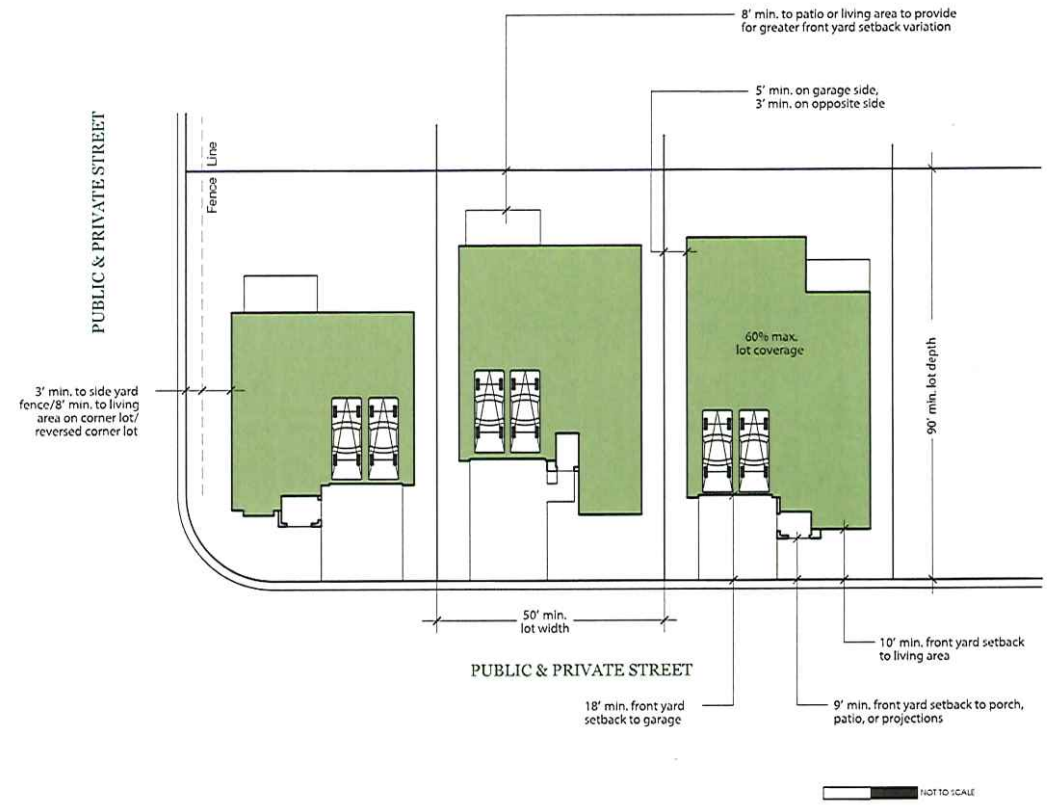 8' min. to patio or living area to provide
for greater front yard setback variation
5' min. on garage side,
3' min. on opposite side
PUBLIC & PRIVATE STREET
Fence Line
60% max.
lot coverage
90' min. lot depth
3' min. to side yard
fence/8' min. to living
area on corner lot/
reversed corner lot
50' min.
lot width
PUBLIC & PRIVATE STREET
10' min. front yard setback
to living area
18' min. front yard
setback to garage
9' min. front yard setback to porch,
patio, or projections
NOT TO SCALE